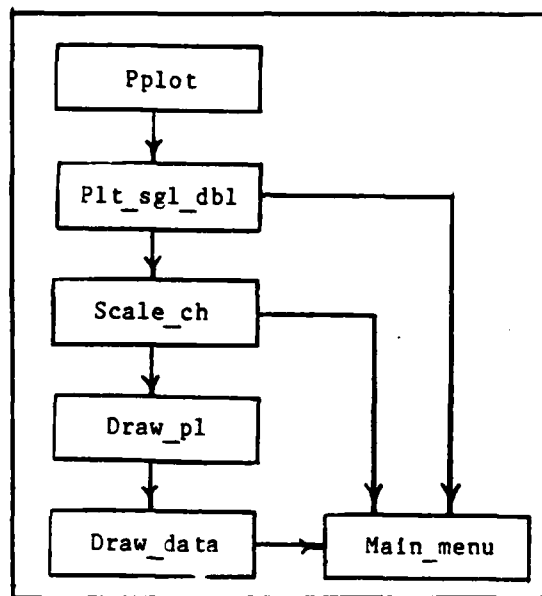 Pplot
Plt_sgl_dbl
Scale_ch
Draw_pl
Draw_data
Main_menu